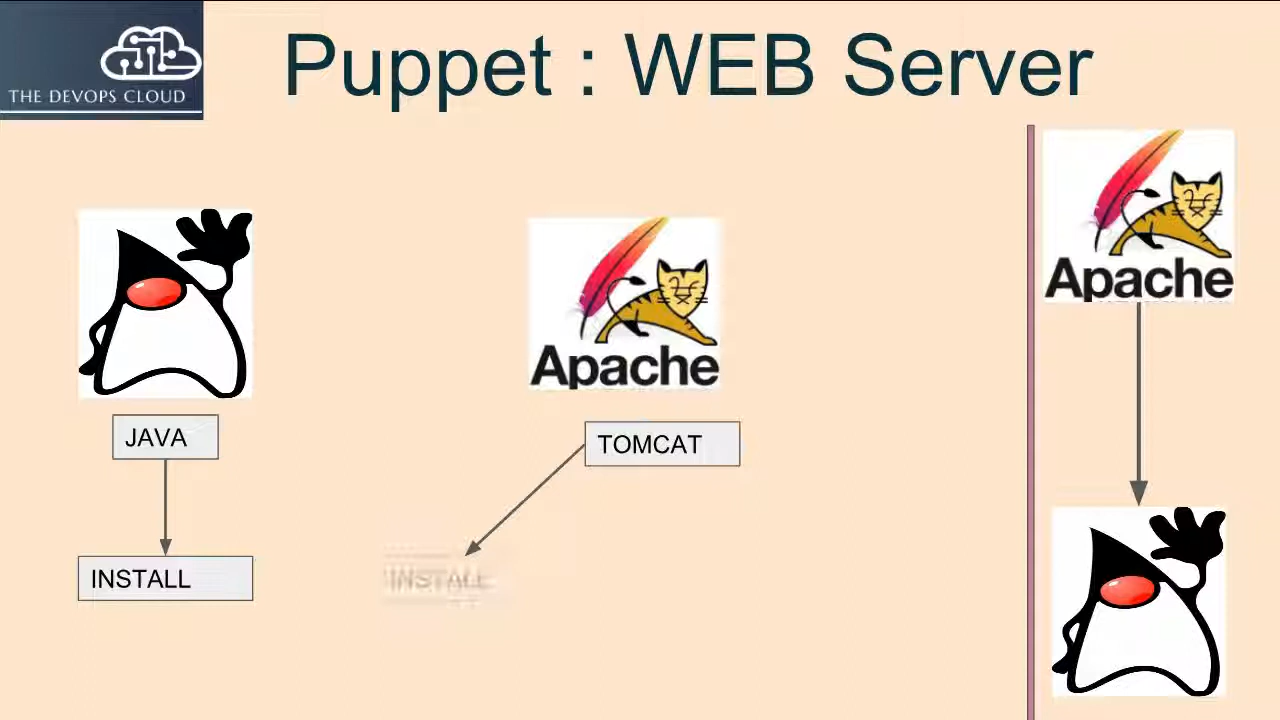 THE DEVOPS CLOUD
Puppet : WEB Server
Apache
Apache
JAVA
TOMCAT
INSTALL
INSTALL